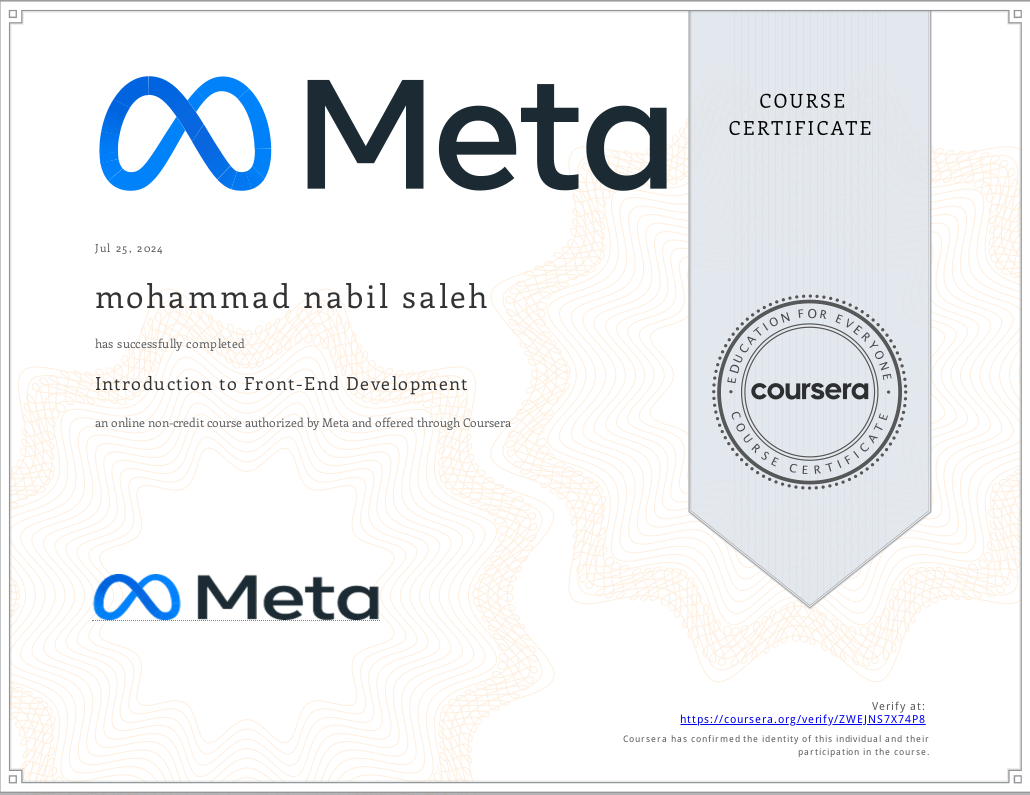 Meta
COURSE
CERTIFICATE
Jul 25, 2024
mohammad nabil saleh
has successfully completed
Introduction to Front-End Development
an online non-credit course authorized by Meta and offered through Coursera
EDUCATION FOR EVERYONE
coursera
COURSE CERTIFICATE
Meta
Verify at:
https://coursera.org/verify/ZWEJNS7X74P8
Coursera has confirmed the identity of this individual and their
participation in the course.